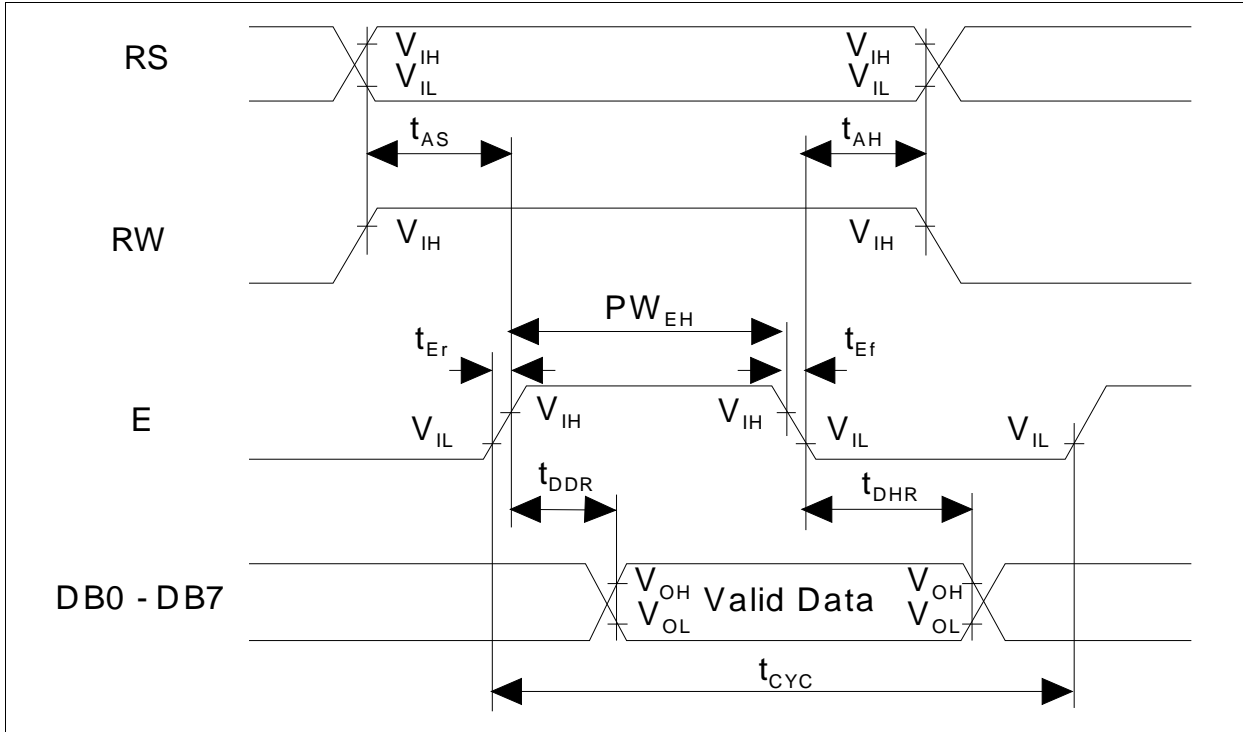 RS
V_IH
V_IL
V_IH
V_IL
t_AS
t_AH
RW
V_IH
V_IH
PW_EH
t_Er
t_Ef
E
V_IL
V_IH
V_IH
V_IL
V_IL
t_DDR
t_DHR
DB0 - DB7
V_OH
V_OL
Valid Data
V_OH
V_OL
t_CYC